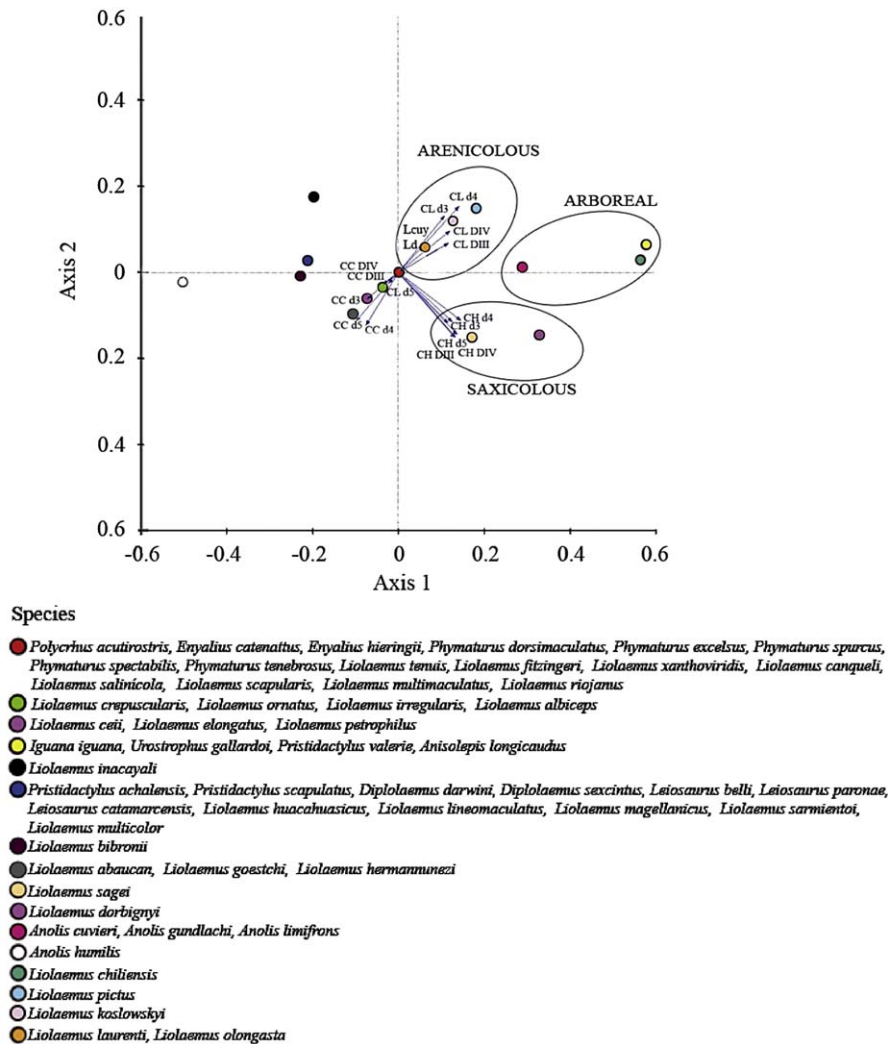 0.6
0.4
0.2
0
0.2
0.4
0.6
Axis 2
-0.6
-0.4
-0.2
0
0.2
0.4
0.6
Axis 1
ARENICOLOUS
ARBOREAL
SAXICOLOUS
CL d4
CL d3
Lcuy
CL DIV
Ld
CL DIII
CC DIV
CC DIII
CL d5
CC d3
CC d5
CC d4
CH d4
CH d3
CH d5
CH DIII
CH DIV
Species
Polycrhus acutirostris, Enyalius catenattus, Enyalius hieringii, Phymaturus dorsimaculatus, Phymaturus excelsus, Phymaturus spurcus,
Phymaturus spectabilis, Phymaturus tenebrosus, Liolaemus tenuis, Liolaemus fitzingeri, Liolaemus xanthoviridis, Liolaemus canqueli,
Liolaemus salinicola, Liolaemus scapularis, Liolaemus multimaculatus, Liolaemus riojanus
Liolaemus crepuscularis, Liolaemus ornatus, Liolaemus irregularis, Liolaemus albiceps
Liolaemus ceii, Liolaemus elongatus, Liolaemus petrophilus
Iguana iguana, Urostrophus gallardoi, Pristidactylus valerie, Anisolepis longicaudus
Liolaemus inacayali
Pristidactylus achalensis, Pristidactylus scapulatus, Diplolaemus darwini, Diplolaemus sexcintus, Leiosaurus belli, Leiosaurus paronae,
Leiosaurus catamarcensis, Liolaemus huacahuasicus, Liolaemus lineomaculatus, Liolaemus magellanicus, Liolaemus sarmientoi,
Liolaemus multicolor
Liolaemus bibronii
Liolaemus abaucan, Liolaemus goestchi, Liolaemus hermannunezi
Liolaemus sagei
Liolaemus dorbignyi
Anolis cuvieri, Anolis gundlachi, Anolis limifrons
Anolis humilis
Liolaemus chiliensis
Liolaemus pictus
Liolaemus koslowskyi
Liolaemus laurenti, Liolaemus olongasta